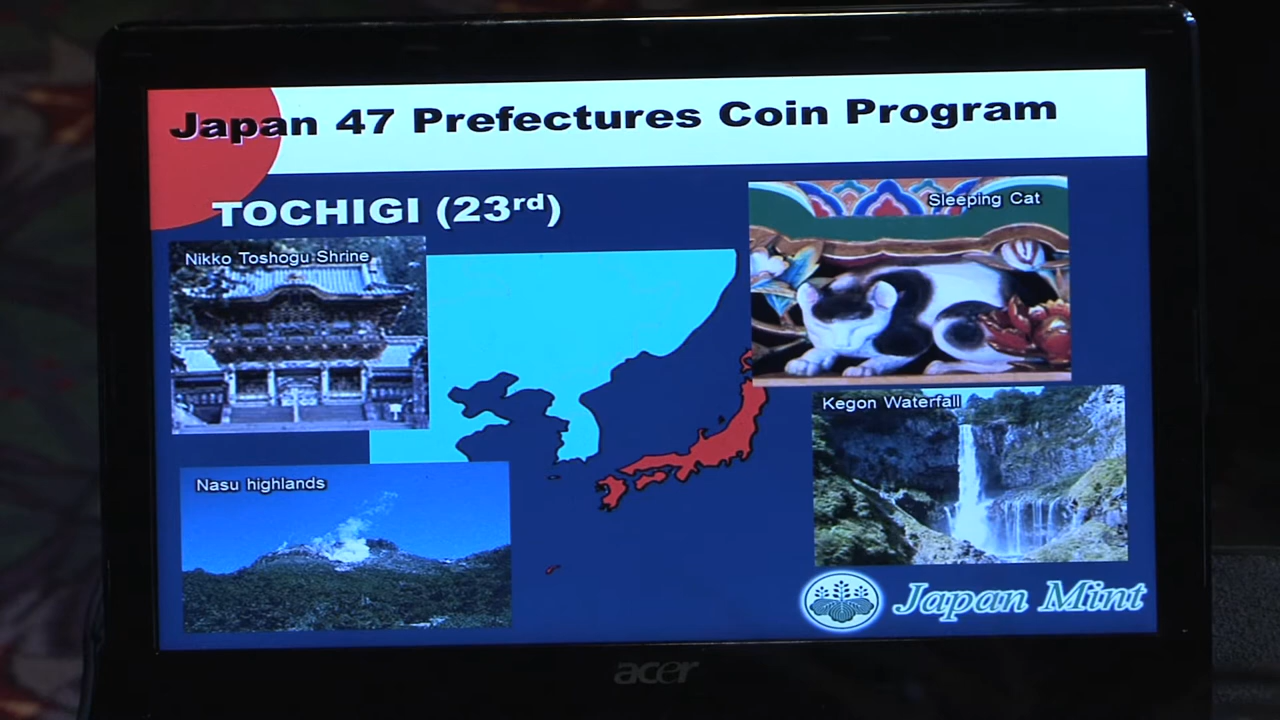 Japan 47 Prefectures Coin Program
TOCHIGI (23rd)
Nikko Toshogu Shrine
Sleeping Cat
Kegon Waterfall
Nasu highlands
Japan Mint
acer